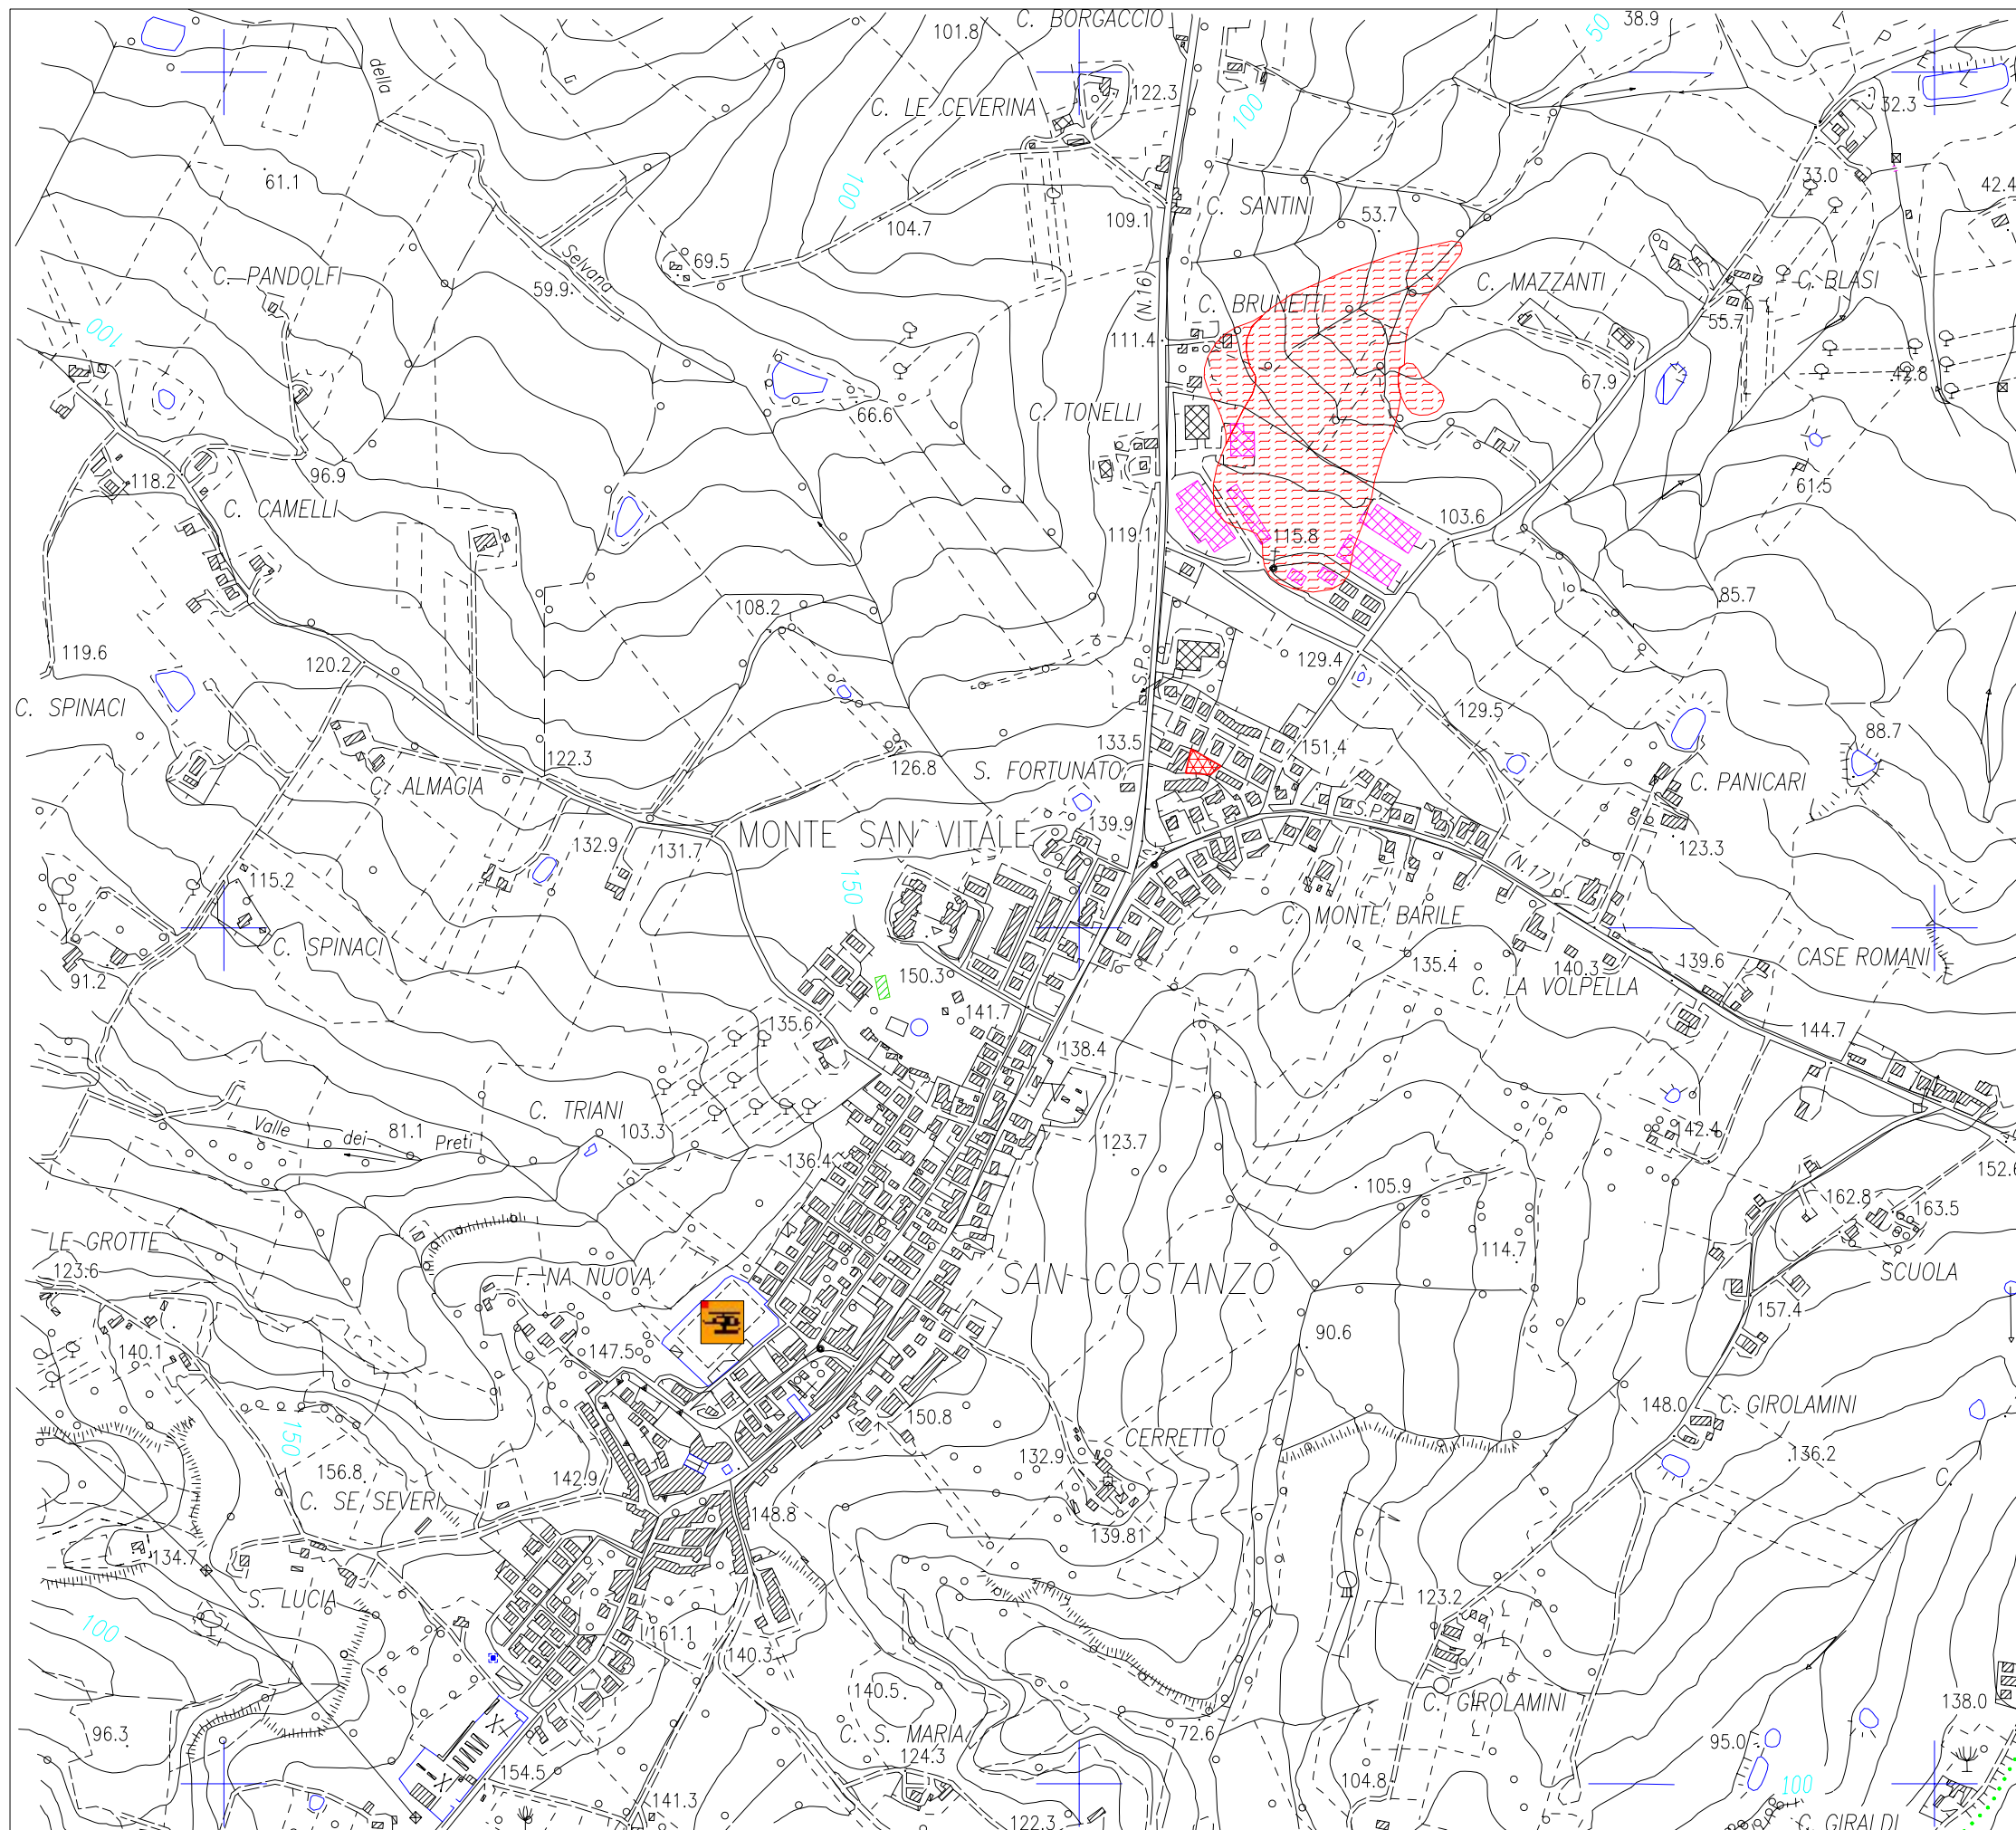 C. BORGACCIO
101.8
50
38.9
P
della
122.3
C. LE CEVERINA
100
32.3
61.1
100
33.0
42.4
109.1
C. SANTINI
53.7
104.7
69.5
Selvana
59.9
C. PANDOLFI
(N.16)
C. BRUNETTI
C. MAZZANTI
C. BLASI
55.7
100
111.4
67.9
42.8
66.6
C. TONELLI
118.2
96.9
61.5
C. CAMELLI
119.1
115.8
103.6
108.2
85.7
119.6
120.2
129.4
S.P.
C. SPINACI
129.5
88.7
122.3
126.8
133.5
151.4
S. FORTUNATO
C. ALMAGIA
C. PANICARI
S.P.
MONTE SAN VITALE
139.9
132.9
131.7
123.3
(N.17)
115.2
150
C. MONTE BARILE
C. SPINACI
CASE ROMANI
91.2
150.3
135.4
140.3
139.6
C. LA VOLPELLA
141.7
135.6
144.7
138.4
C. TRIANI
Valle dei Preti
81.1
103.3
123.7
142.4
152.6
136.4
105.9
162.8
163.5
LE GROTTE
114.7
123.6
F. NA NUOVA
SAN COSTANZO
SCUOLA
157.4
90.6
140.1
147.5
148.0
C. GIROLAMINI
150.8
150
CERRETTO
132.9
136.2
156.8
142.9
C.
C. SE SEVERI
148.8
139.81
134.7
S. LUCIA
123.2
100
161.1
140.3
140.5
C. GIROLAMINI
138.0
96.3
C. S. MARIA
72.6
95.0
124.3
154.5
104.8
100
141.3
122.3
C. GIRALDI